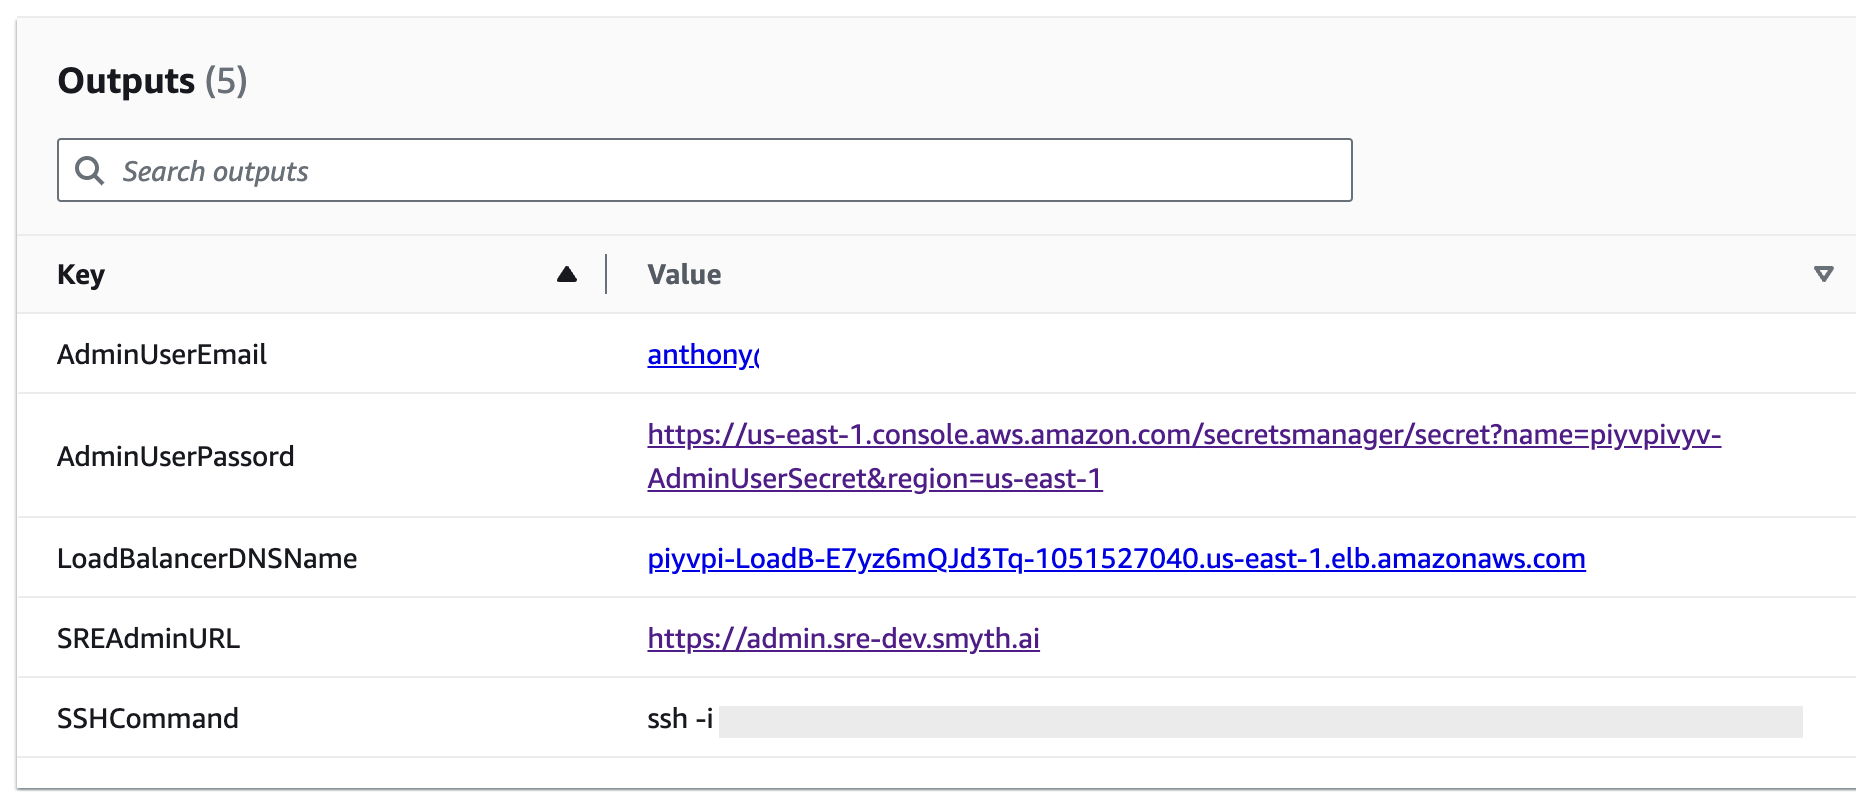 Outputs (5)
Search outputs
Key Value
AdminUserEmail anthony
AdminUserPassord https://us-east-1.console.aws.amazon.com/secretsmanager/secret?name=piyvpivyv-
AdminUserSecret&region=us-east-1
LoadBalancerDNSName piyvpi-LoadB-E7yz6mQJd3Tq-1051527040.us-east-1.elb.amazonaws.com
SREAdminURL https://admin.sre-dev.smyth.ai
SSHCommand ssh -i